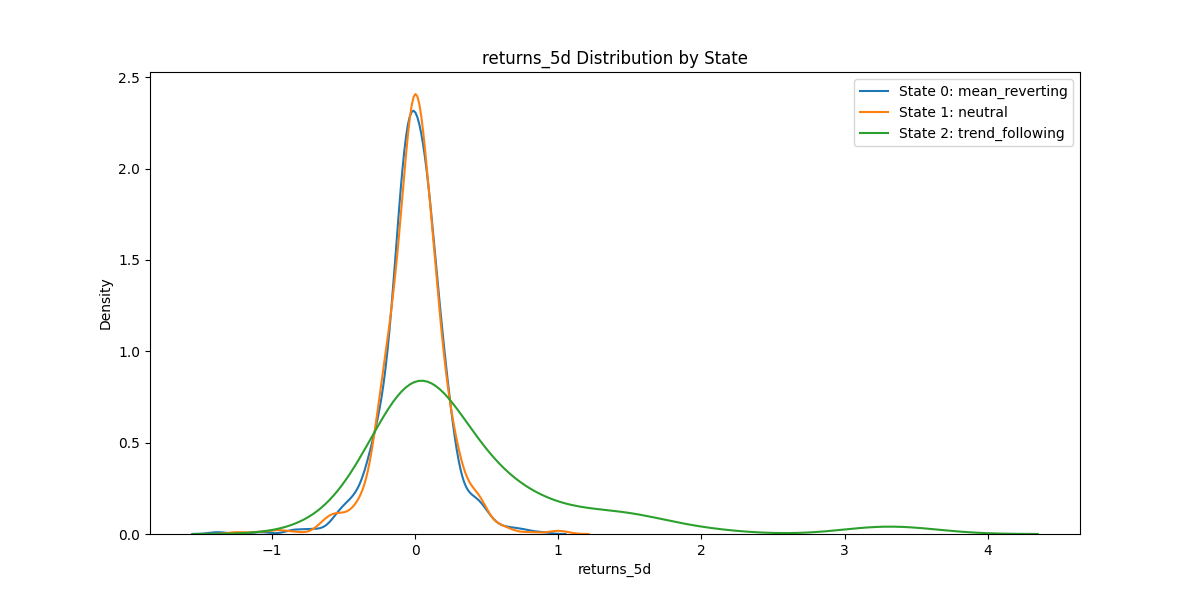 returns_5d Distribution by State
State 0: mean_reverting
State 1: neutral
State 2: trend_following
Density
2.5
2.0
1.5
1.0
0.5
0.0
−1
0
1
2
3
4
returns_5d